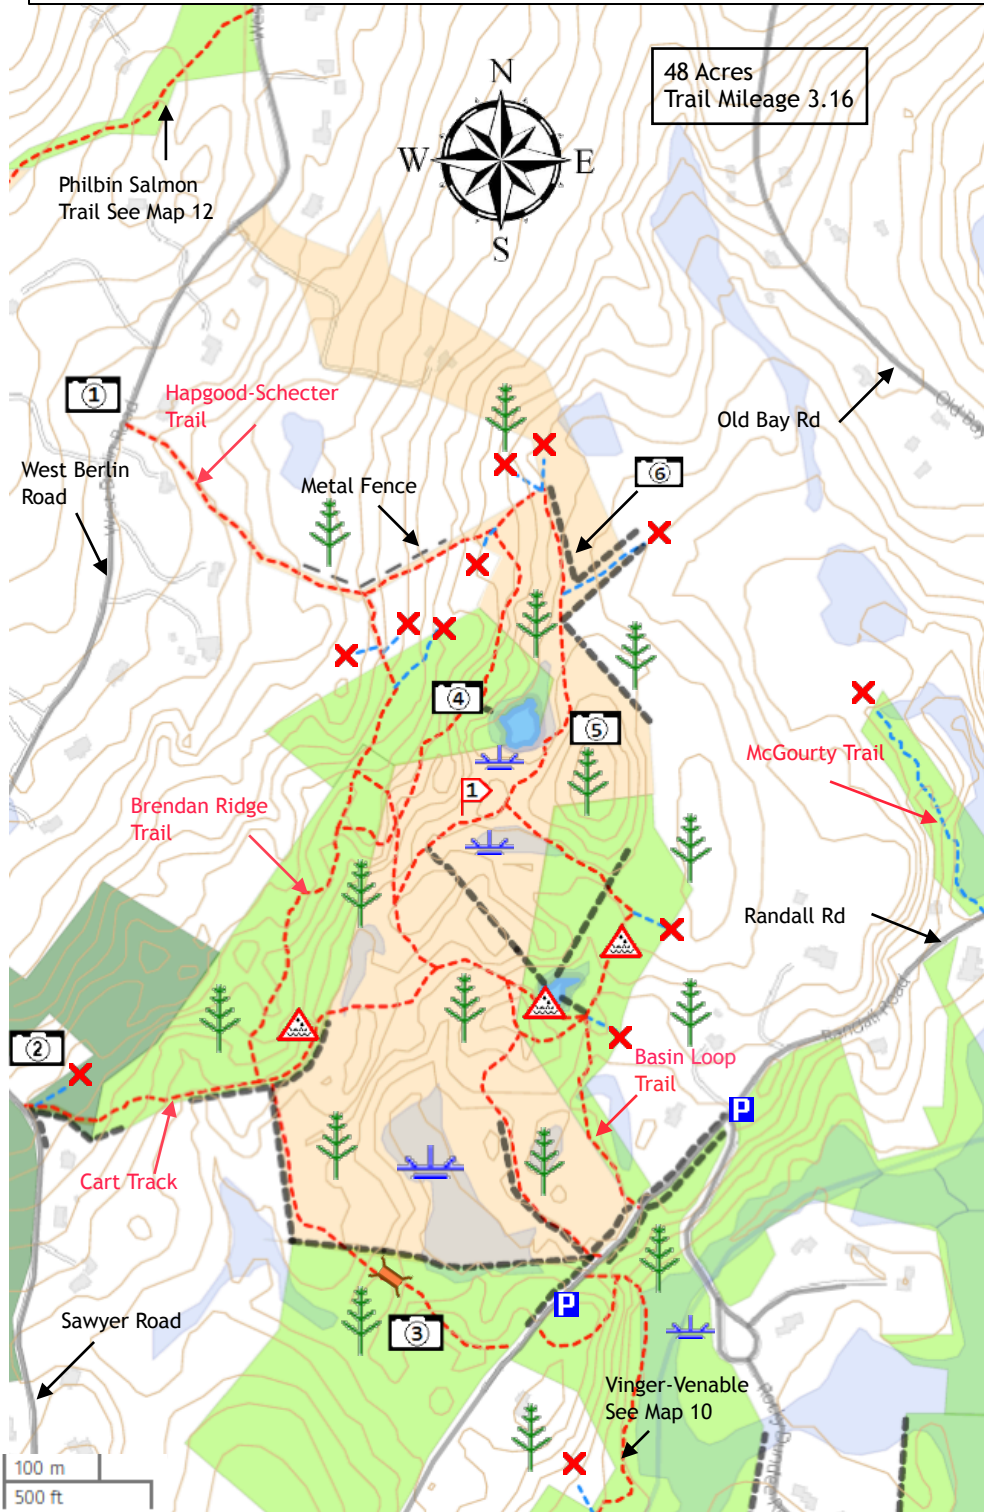 N
48 Acres
Trail Mileage 3.16
W
E
S
Philbin Salmon
Trail See Map 12
1
Hapgood-Schecter
Trail
Old Bay Rd
Old Bay
West Berlin
Road
Metal Fence
6
4
5
McGourty Trail
1
Brendan Ridge
Trail
Randall Rd
Randall Road
2
Basin Loop
Trail
P
Cart Track
P
Sawyer Road
3
Vinger-Venable
See Map 10
100 m
500 ft